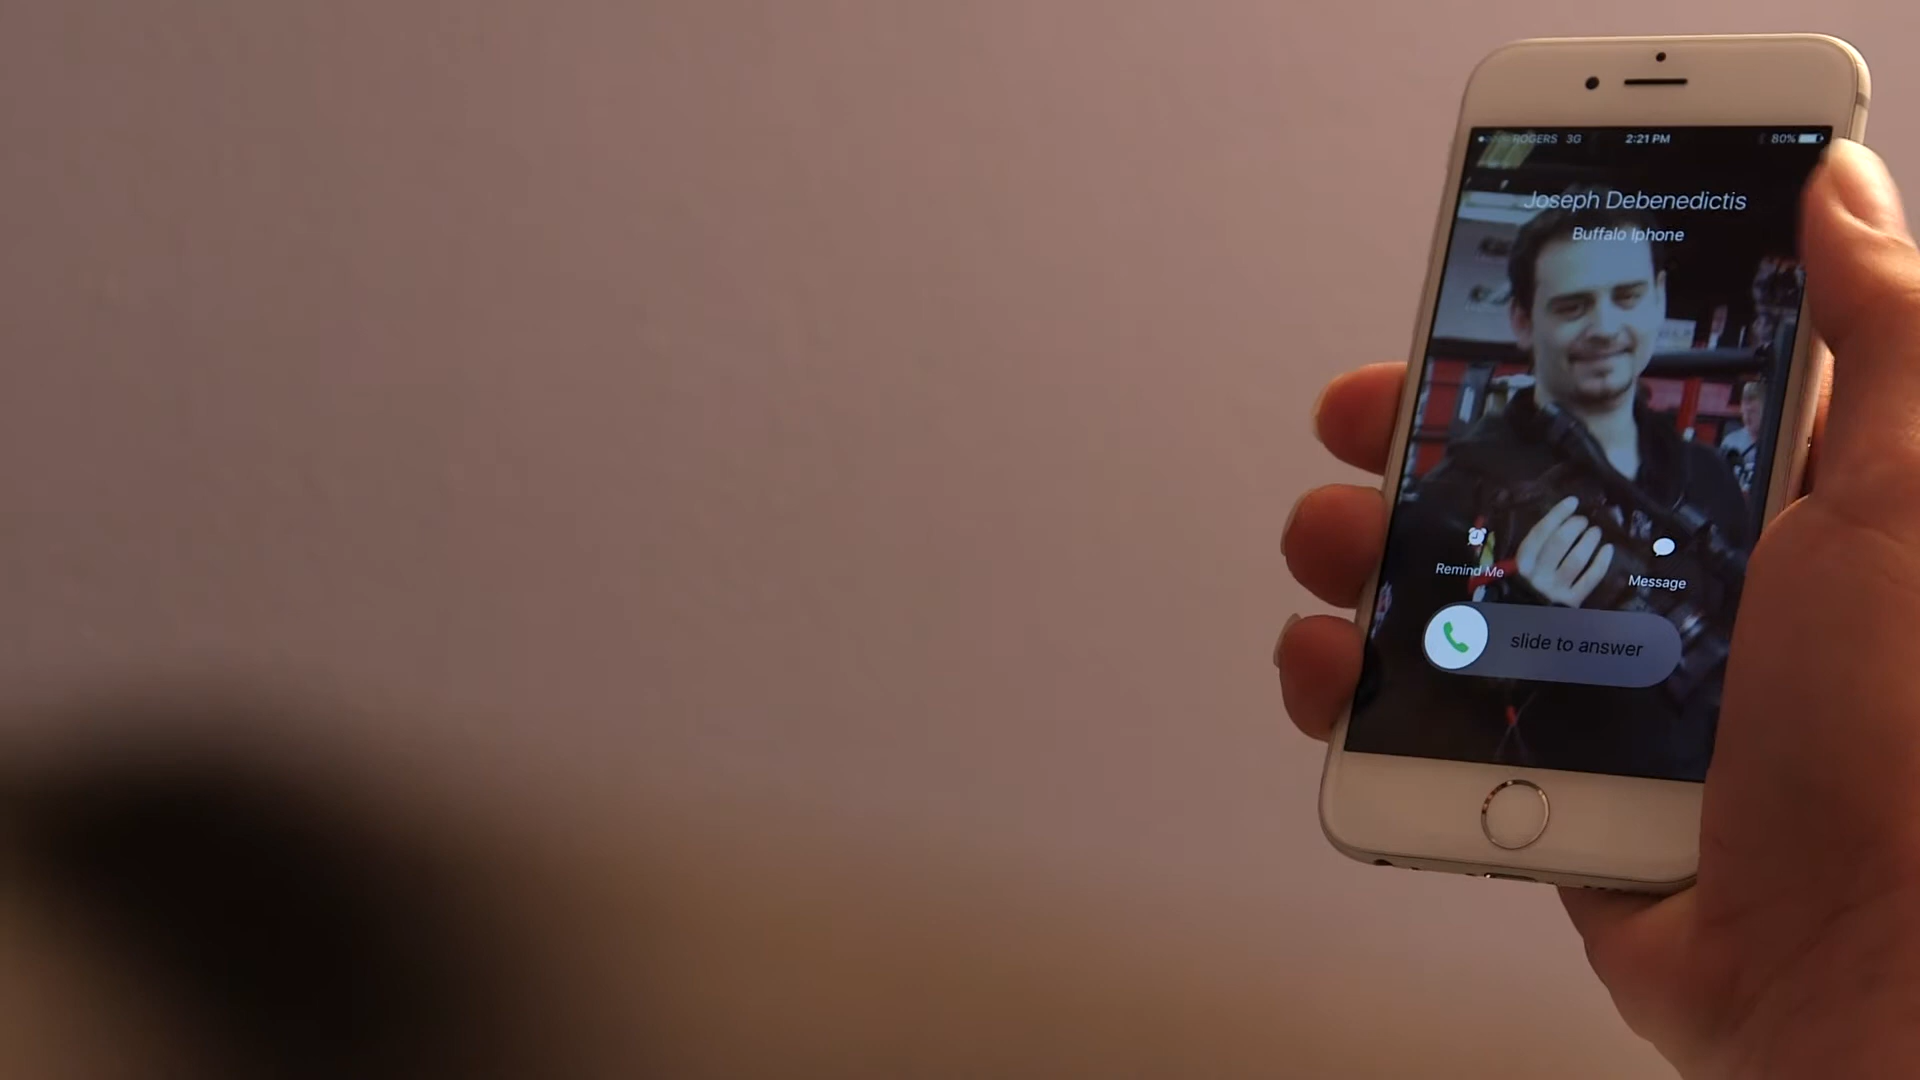 ROGERS 3G 2:21 PM 80%
Joseph Debenedictis
Buffalo Iphone
Remind Me Message
slide to answer